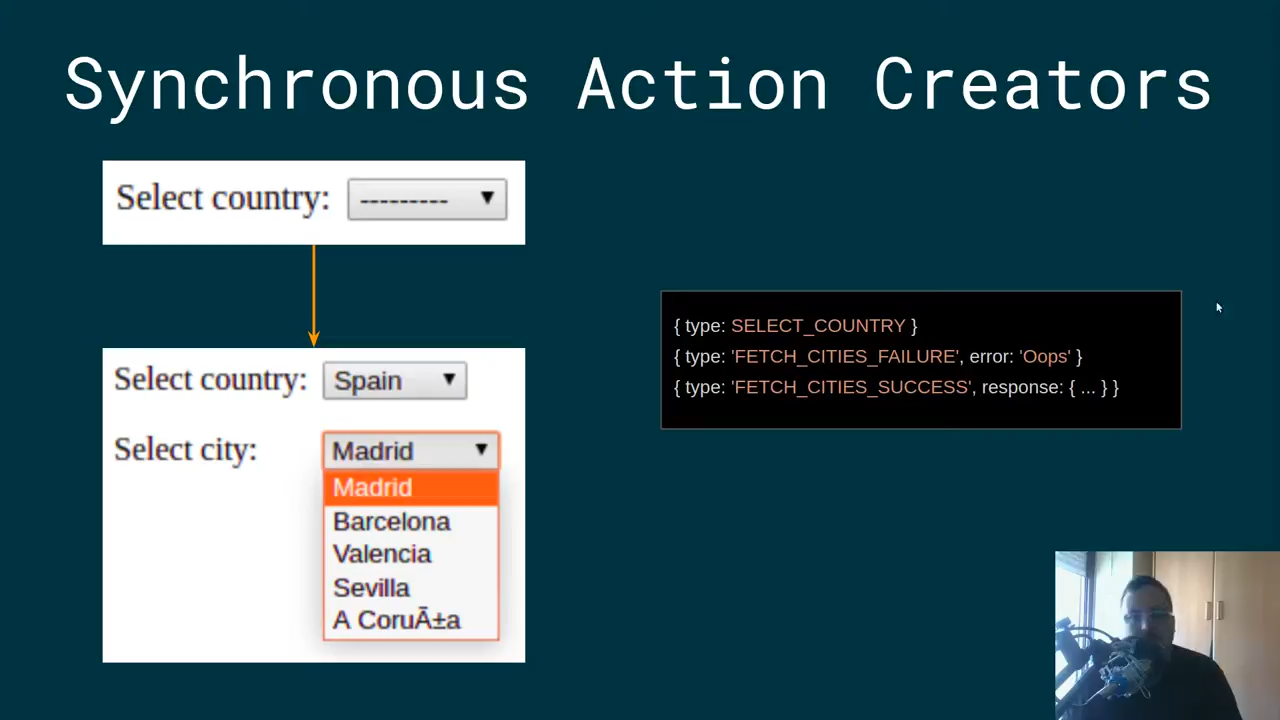 Synchronous Action Creators
Select country: ---------
Select country: Spain
Select city: Madrid
Madrid
Barcelona
Valencia
Sevilla
A CoruÃ±a
{ type: SELECT_COUNTRY }
{ type: 'FETCH_CITIES_FAILURE', error: 'Oops' }
{ type: 'FETCH_CITIES_SUCCESS', response: { ... } }